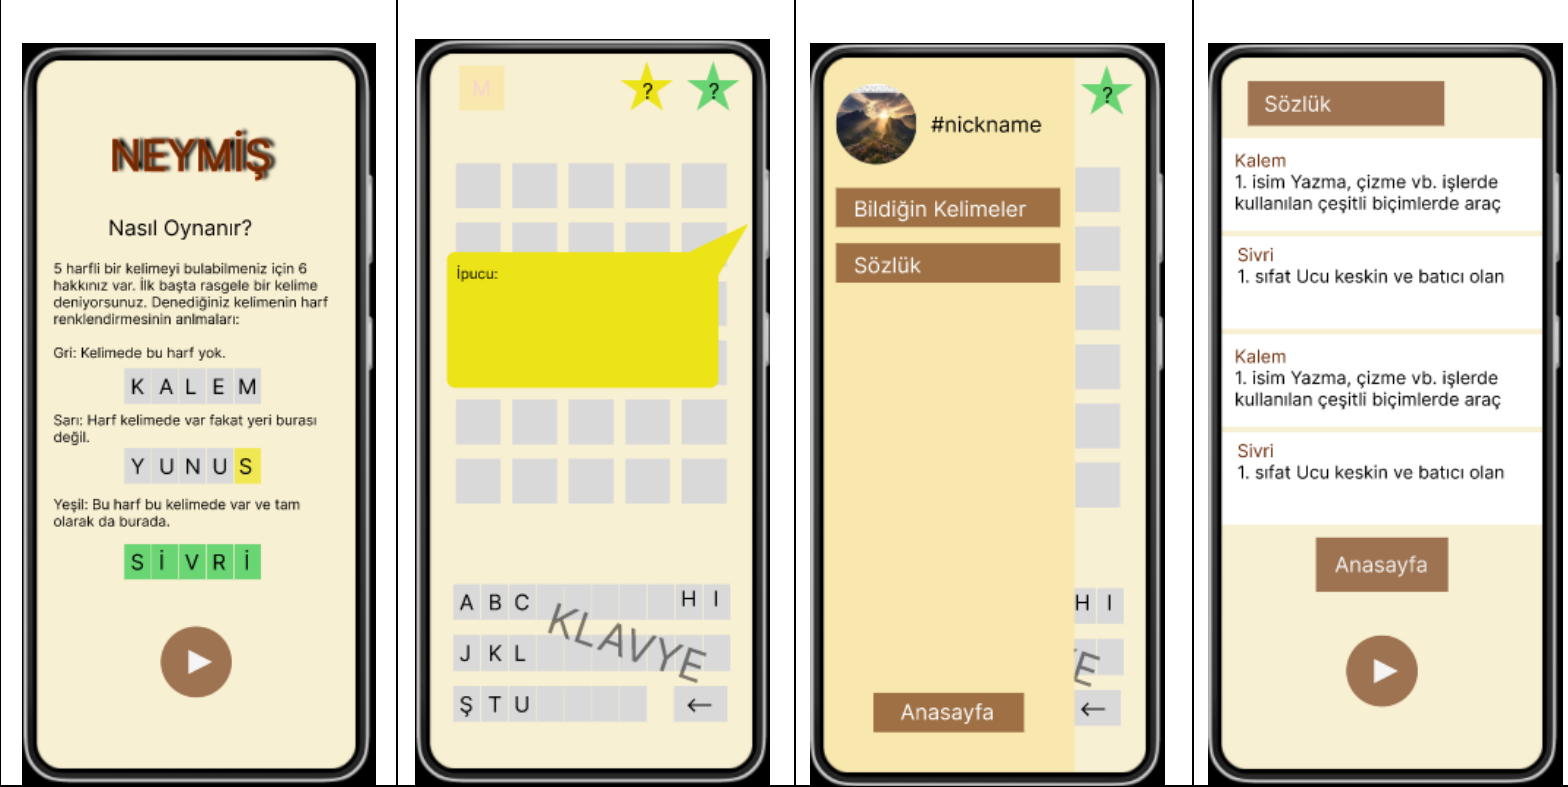 NEYMİŞ
Nasıl Oynanır?
5 harfli bir kelimeyi bulabilmeniz için 6
hakkınız var. İlk başta rasgele bir kelime
deniyorsunuz. Denediğiniz kelimenin harf
renklendirmesinin anlmaları:
Gri: Kelimede bu harf yok.
K A L E M
Sarı: Harf kelimede var fakat yeri burası
değil.
Y U N U S
Yeşil: Bu harf bu kelimede var ve tam
olarak da burada.
S İ V R İ
M
? ?
İpucu:
A B C H I
J K L
Ş T U ←
KLAVYE
?
#nickname
Bildiğin Kelimeler
Sözlük
H I
E
←
Anasayfa
Sözlük
Kalem
1. isim Yazma, çizme vb. işlerde
kullanılan çeşitli biçimlerde araç
Sivri
1. sıfat Ucu keskin ve batıcı olan
Kalem
1. isim Yazma, çizme vb. işlerde
kullanılan çeşitli biçimlerde araç
Sivri
1. sıfat Ucu keskin ve batıcı olan
Anasayfa